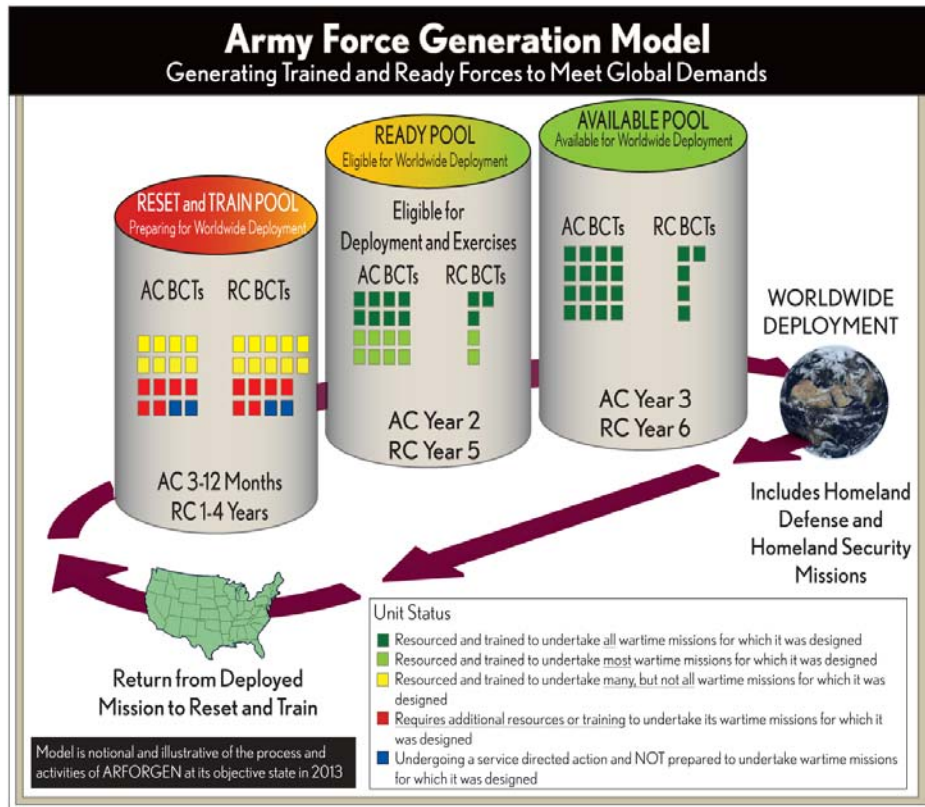 Army Force Generation Model
Generating Trained and Ready Forces to Meet Global Demands
RESET and TRAIN POOL
Preparing for Worldwide Deployment
AC BCTs RC BCTs
AC 3-12 Months
RC 1-4 Years
READY POOL
Eligible for Worldwide Deployment
Eligible for
Deployment and Exercises
AC BCTs RC BCTs
AC Year 2
RC Year 5
AVAILABLE POOL
Available for Worldwide Deployment
AC BCTs RC BCTs
AC Year 3
RC Year 6
WORLDWIDE
DEPLOYMENT
Includes Homeland
Defense and
Homeland Security
Missions
Return from Deployed
Mission to Reset and Train
Model is notional and illustrative of the process and
activities of ARFORGEN at its objective state in 2013
Unit Status
Resourced and trained to undertake all wartime missions for which it was designed
Resourced and trained to undertake most wartime missions for which it was designed
Resourced and trained to undertake many, but not all wartime missions for which it was
designed
Requires additional resources or training to undertake its wartime missions for which it
was designed
Undergoing a service directed action and NOT prepared to undertake wartime missions
for which it was designed